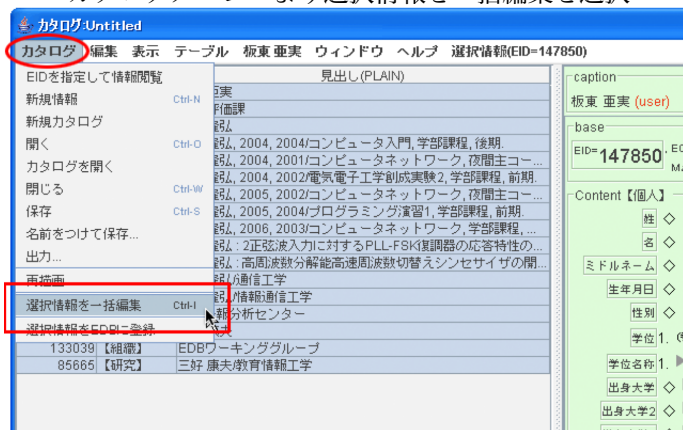 カタログ:Untitled
カタログ 編集 表示 テーブル 板東 亜実 ウィンドウ ヘルプ 選択情報(EID=147850)
EIDを指定して情報閲覧
新規情報 Ctrl-N
新規カタログ
開く Ctrl-O
カタログを開く
閉じる Ctrl-W
保存 Ctrl-S
名前をつけて保存...
出力...
再描画
選択情報を一括編集 Ctrl-I
選択情報をEDBに登録
見出し(PLAIN)
評価課
2004, 2004/コンピュータ入門, 学部課程, 後期.
2004, 2001/コンピュータネットワーク, 夜間主コー...
2004, 2002/電気電子工学創成実験2, 学部課程, 前期.
2005, 2002/コンピュータネットワーク, 夜間主コー...
2005, 2004/プログラミング演習1, 学部課程, 前期.
2006, 2003/コンピュータネットワーク, 学部課程, ...
: 2正弦波入力に対するPLL-FSK復調器の応答特性の...
: 高周波数分解能高速周波数切替えシンセサイザの開...
/通信工学
/情報通信工学
報分析センター
133039 【組織】 EDBワーキンググループ
85665 【研究】 三好 康夫/教育情報工学
caption
板東 亜実 (user)
base
EID=147850
Content【個人】
姓
名
ミドルネーム
生年月日
性別
学位 1.
学位名称 1.
出身大学
出身大学2